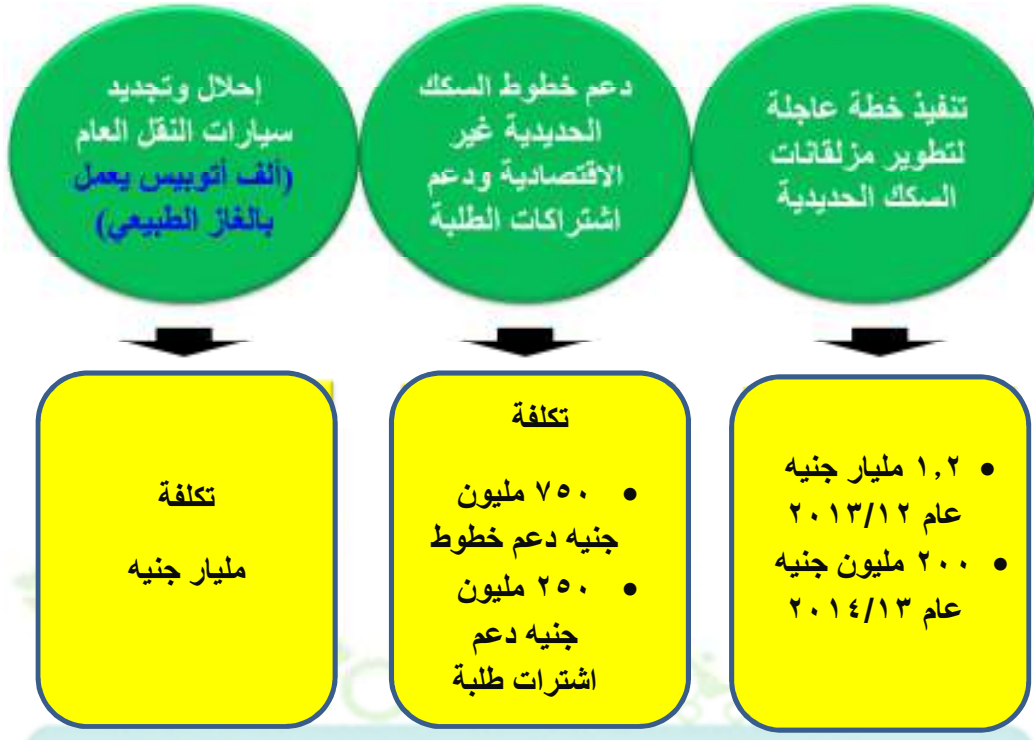 تنفيذ خطة عاجلة
لتطوير مزلقانات
السكك الحديدية
دعم خطوط السكك
الحديدية غير
الاقتصادية ودعم
اشتراكات الطلبة
إحلال وتجديد
سيارات النقل العام
(ألف أتوبيس يعمل
بالغاز الطبيعي)
• ١,٢ مليار جنيه
عام ٢٠١٣/١٢
• ٢٠٠ مليون جنيه
عام ٢٠١٤/١٣
تكلفة
• ٧٥٠ مليون
جنيه دعم خطوط
• ٢٥٠ مليون
جنيه دعم
اشترات طلبة
تكلفة
مليار جنيه